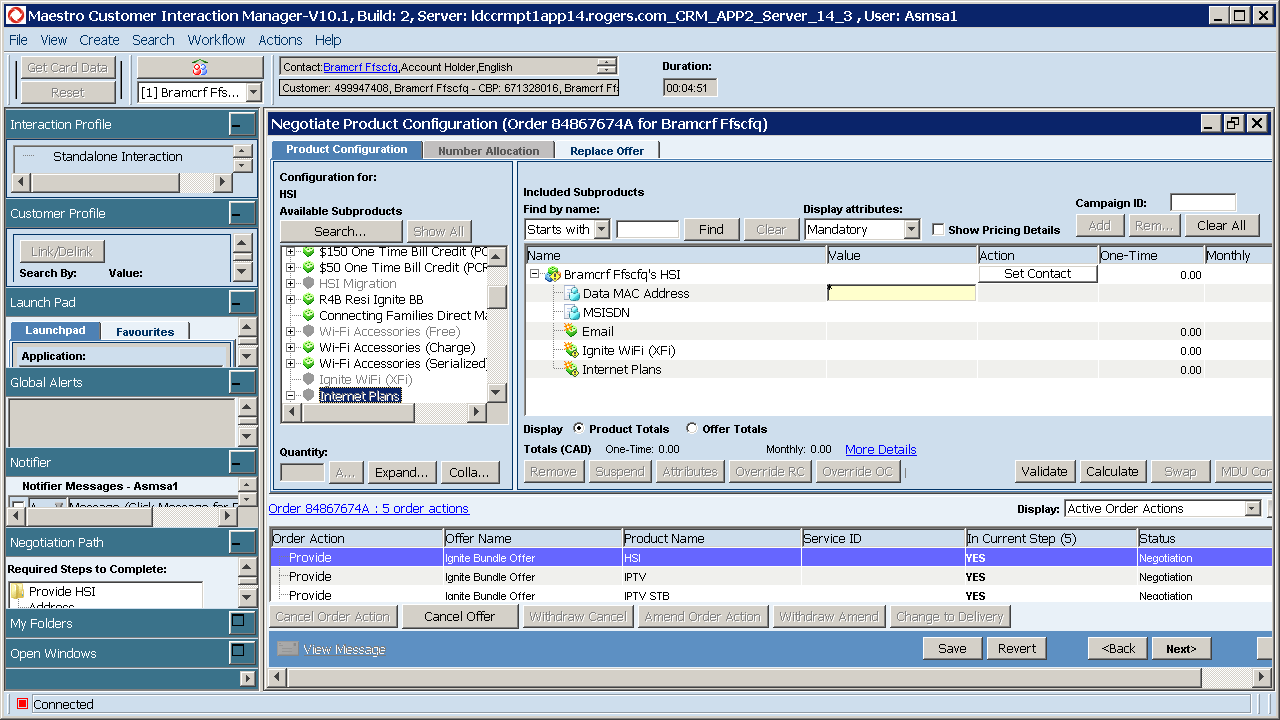 Maestro Customer Interaction Manager-V10.1, Build: 2, Server: ldccrmpt1app14.rogers.com_CRM_APP2_Server_14_3 , User: Asmsa1
File View Create Search Workflow Actions Help
Get Card Data
Reset
[1] Bramcrf Ffs...
Contact:Bramcrf Ffscfq,Account Holder,English
Customer: 499947408, Bramcrf Ffscfq - CBP: 671328016, Bramcrf Ff
Duration:
00:04:51
Interaction Profile
Standalone Interaction
Customer Profile
Link/Delink
Search By: Value:
Launch Pad
Launchpad Favourites
Application:
Global Alerts
Notifier
Notifier Messages - Asmsa1
A... Message (Click Message for D
Negotiation Path
Required Steps to Complete:
Provide HSI
Address
My Folders
Open Windows
Negotiate Product Configuration (Order 84867674A for Bramcrf Ffscfq)
Product Configuration Number Allocation Replace Offer
Configuration for:
HSI
Available Subproducts
Search... Show All
$150 One Time Bill Credit (PCF
$50 One Time Bill Credit (PCF
HSI Migration
R4B Resi Ignite BB
Connecting Families Direct Ma
Wi-Fi Accessories (Free)
Wi-Fi Accessories (Charge)
Wi-Fi Accessories (Serialized
Ignite WiFi (XFi)
Internet Plans
Quantity:
A... Expand... Colla...
Included Subproducts
Find by name:
Starts with Find Clear
Display attributes:
Mandatory
Show Pricing Details
Campaign ID:
Add Rem... Clear All
Name Value Action One-Time Monthly
Bramcrf Ffscfq's HSI Set Contact 0.00
Data MAC Address
MSISDN
Email 0.00
Ignite WiFi (XFi) 0.00
Internet Plans 0.00
Display Product Totals Offer Totals
Totals (CAD) One-Time: 0.00 Monthly: 0.00 More Details
Remove Suspend Attributes Override RC Override OC Validate Calculate Swap MDU Con
Order 84867674A : 5 order actions
Display: Active Order Actions
Order Action Offer Name Product Name Service ID In Current Step (5) Status
Provide Ignite Bundle Offer HSI YES Negotiation
Provide Ignite Bundle Offer IPTV YES Negotiation
Provide Ignite Bundle Offer IPTV STB YES Negotiation
Cancel Order Action Cancel Offer Withdraw Cancel Amend Order Action Withdraw Amend Change to Delivery
View Message
Save Revert <Back Next>
Connected